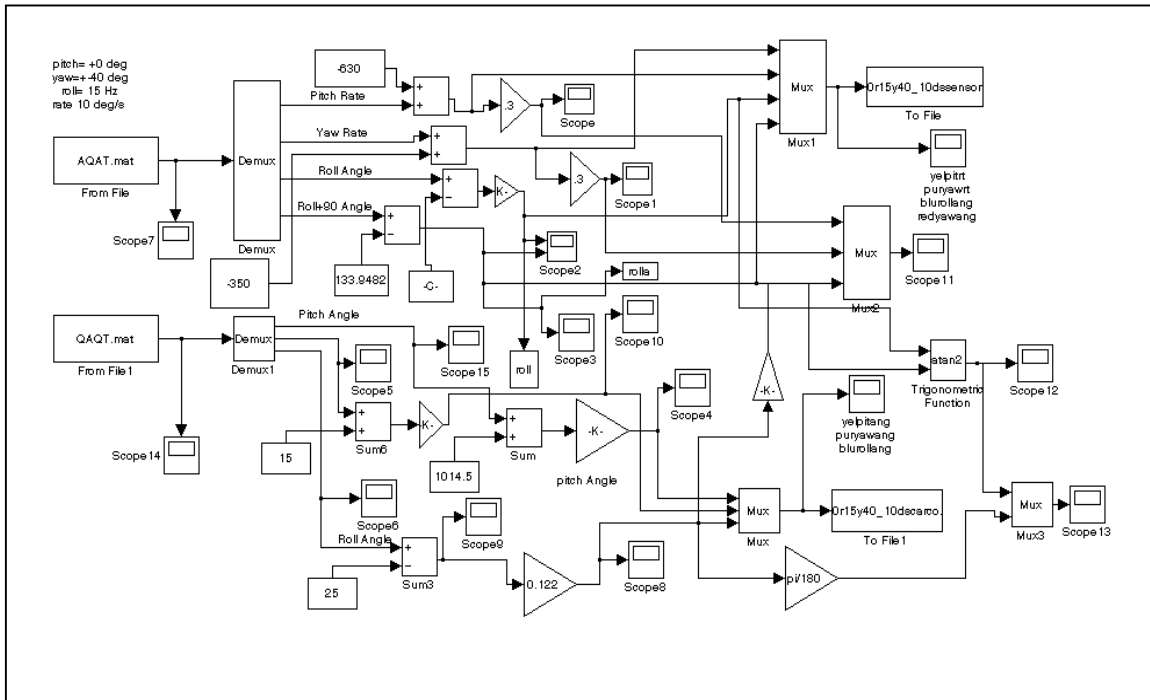 pitch= +0 deg
yaw=+-40 deg
roll= 15 Hz
rate 10 deg/s
-630
Pitch Rate
.3
Scope
Mux
Mux1
0r15y40_10dssensor
To File
Yaw Rate
AQAT.mat
From File
Demux
Demux
Roll Angle
K-
.3
Scope1
yelpitrt
puryawrt
blurollang
redyawang
Roll+90 Angle
Scope7
Scope2
Mux
Mux2
Scope11
-350
133.9482
-C-
rolla
Pitch Angle
QAQT.mat
From File1
Demux
Demux1
Scope5
Scope15
roll
Scope3
Scope10
-K-
atan2
Trigonometric
Function
Scope12
Scope14
15
Sum6
K-
1014.5
Sum
-K-
pitch Angle
Scope4
yelpitang
puryawang
blurollang
Scope6
Roll Angle
25
Sum3
Scope9
0.122
Scope8
Mux
Mux
0r15y40_10dscarco.
To File1
pi/180
Mux
Mux3
Scope13